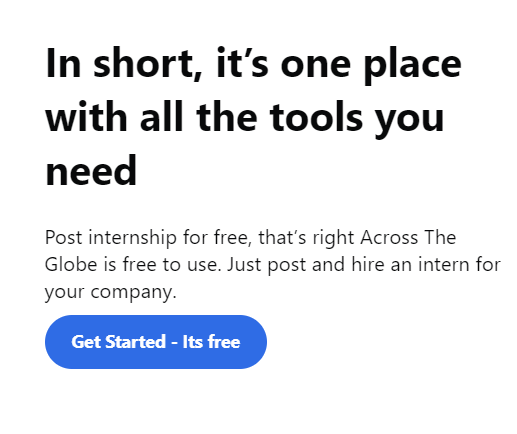 In short, it’s one place
with all the tools you
need
Post internship for free, that’s right Across The
Globe is free to use. Just post and hire an intern for
your company.
Get Started - Its free